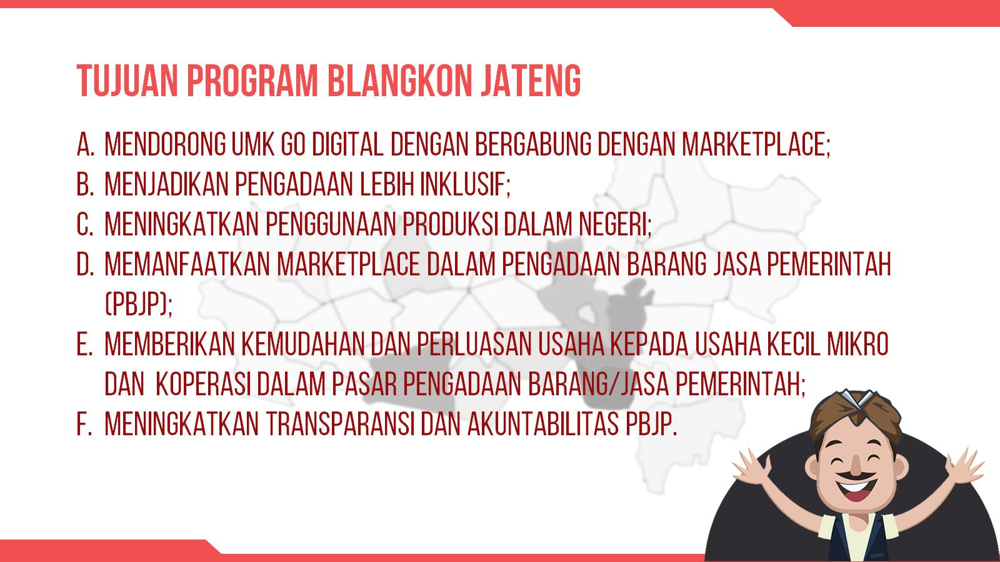 TUJUAN PROGRAM BLANGKON JATENG
A. MENDORONG UMK GO DIGITAL DENGAN BERGABUNG DENGAN MARKETPLACE;
B. MENJADIKAN PENGADAAN LEBIH INKLUSIF;
C. MENINGKATKAN PENGGUNAAN PRODUKSI DALAM NEGERI;
D. MEMANFAATKAN MARKETPLACE DALAM PENGADAAN BARANG JASA PEMERINTAH
(PBJP);
E. MEMBERIKAN KEMUDAHAN DAN PERLUASAN USAHA KEPADA USAHA KECIL MIKRO
DAN KOPERASI DALAM PASAR PENGADAAN BARANG/JASA PEMERINTAH;
F. MENINGKATKAN TRANSPARANSI DAN AKUNTABILITAS PBJP.